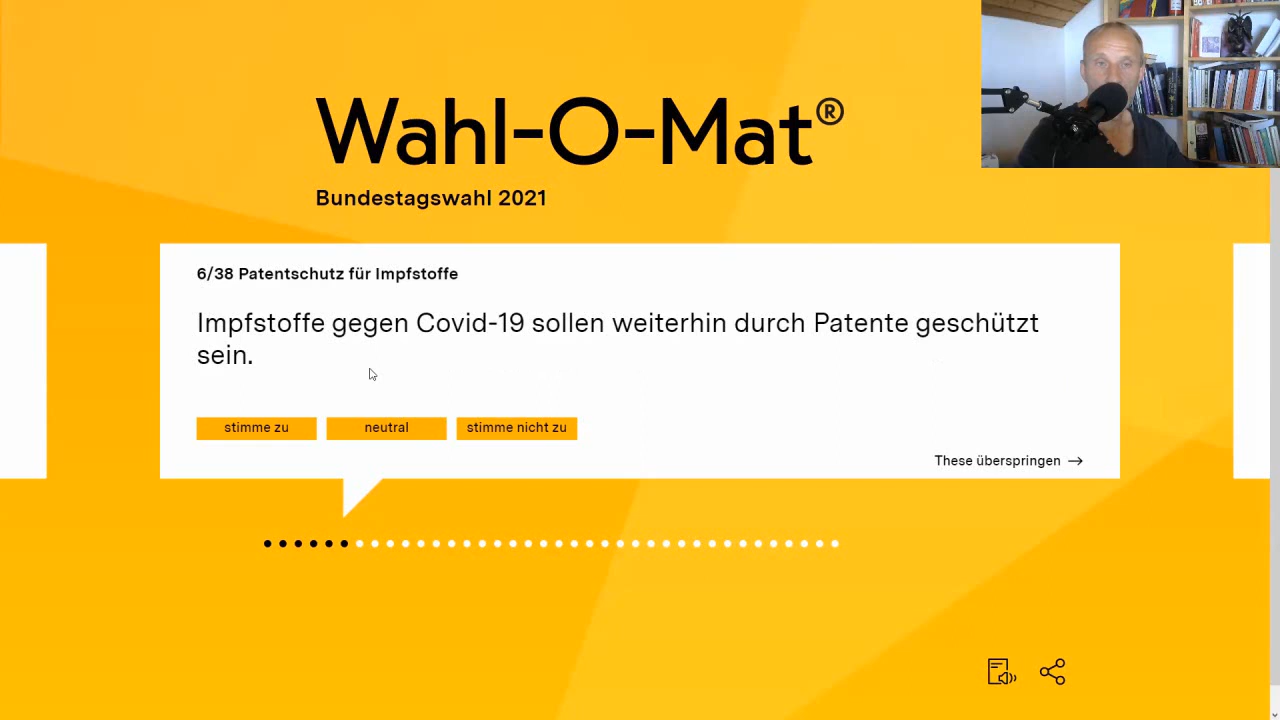 Wahl-O-Mat®
Bundestagswahl 2021
6/38 Patentschutz für Impfstoffe
Impfstoffe gegen Covid-19 sollen weiterhin durch Patente geschützt
sein.
stimme zu
neutral
stimme nicht zu
These überspringen →